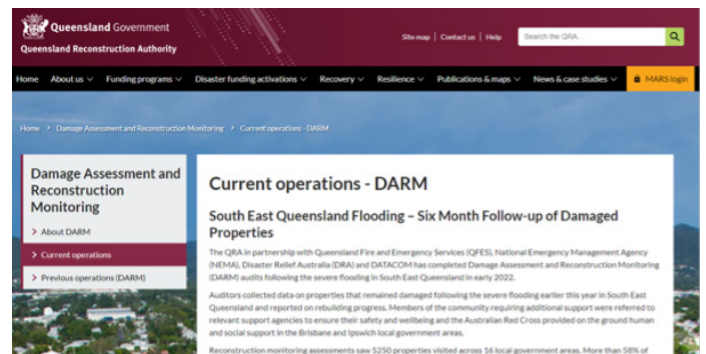 Queensland Government
Queensland Reconstruction Authority
Site map | Contact us | Help
Search the QRA...
Home About us Funding programs Disaster funding activations Recovery Resilience Publications & maps News & case studies MARS login
Home > Damage Assessment and Reconstruction Monitoring > Current operations - DARM
Damage Assessment and
Reconstruction
Monitoring
> About DARM
> Current operations
> Previous operations (DARM)
Current operations - DARM
South East Queensland Flooding – Six Month Follow-up of Damaged
Properties
The QRA in partnership with Queensland Fire and Emergency Services (QFES), National Emergency Management Agency
(NEMA), Disaster Relief Australia (DRA) and DATACOM has completed Damage Assessment and Reconstruction Monitoring
(DARM) audits following the severe flooding in South East Queensland in early 2022.
Auditors collected data on properties that remained damaged following the severe flooding earlier this year in South East
Queensland and reported on rebuilding progress. Members of the community requiring additional support were referred to
relevant support agencies to ensure their safety and wellbeing and the Australian Red Cross provided on the ground human
and social support in the Brisbane and Ipswich local government areas.
Reconstruction monitoring assessments saw 5250 properties visited across 16 local government areas. More than 58% of